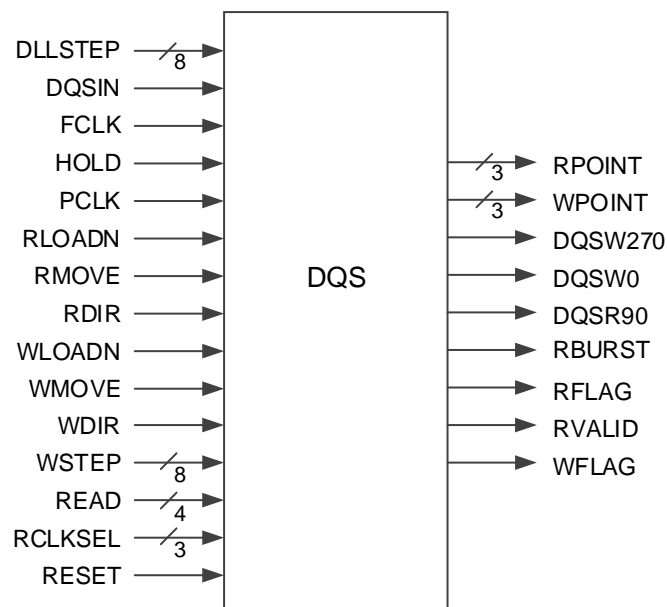 DLLSTEP
8
DQSIN
FCLK
HOLD
PCLK
RLOADN
RMOVE
RDIR
WLOADN
WMOVE
WDIR
WSTEP
8
READ
4
RCLKSEL
3
RESET
DQS
3
RPOINT
3
WPOINT
DQSW270
DQSW0
DQSR90
RBURST
RFLAG
RVALID
WFLAG